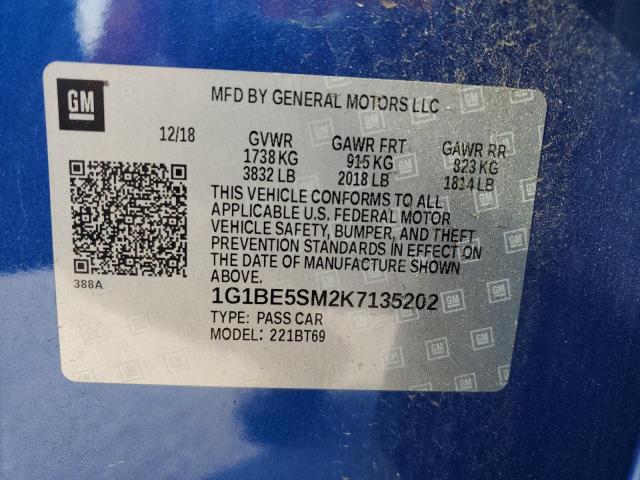 GM
MFD BY GENERAL MOTORS LLC
12/18 GVWR GAWR FRT GAWR RR
1738 KG 915 KG 823 KG
3832 LB 2018 LB 1814 LB
THIS VEHICLE CONFORMS TO ALL
APPLICABLE U.S. FEDERAL MOTOR
VEHICLE SAFETY, BUMPER, AND THEFT
PREVENTION STANDARDS IN EFFECT ON
THE DATE OF MANUFACTURE SHOWN
ABOVE.
388A
1G1BE5SM2K7135202
TYPE: PASS CAR
MODEL: 221BT69